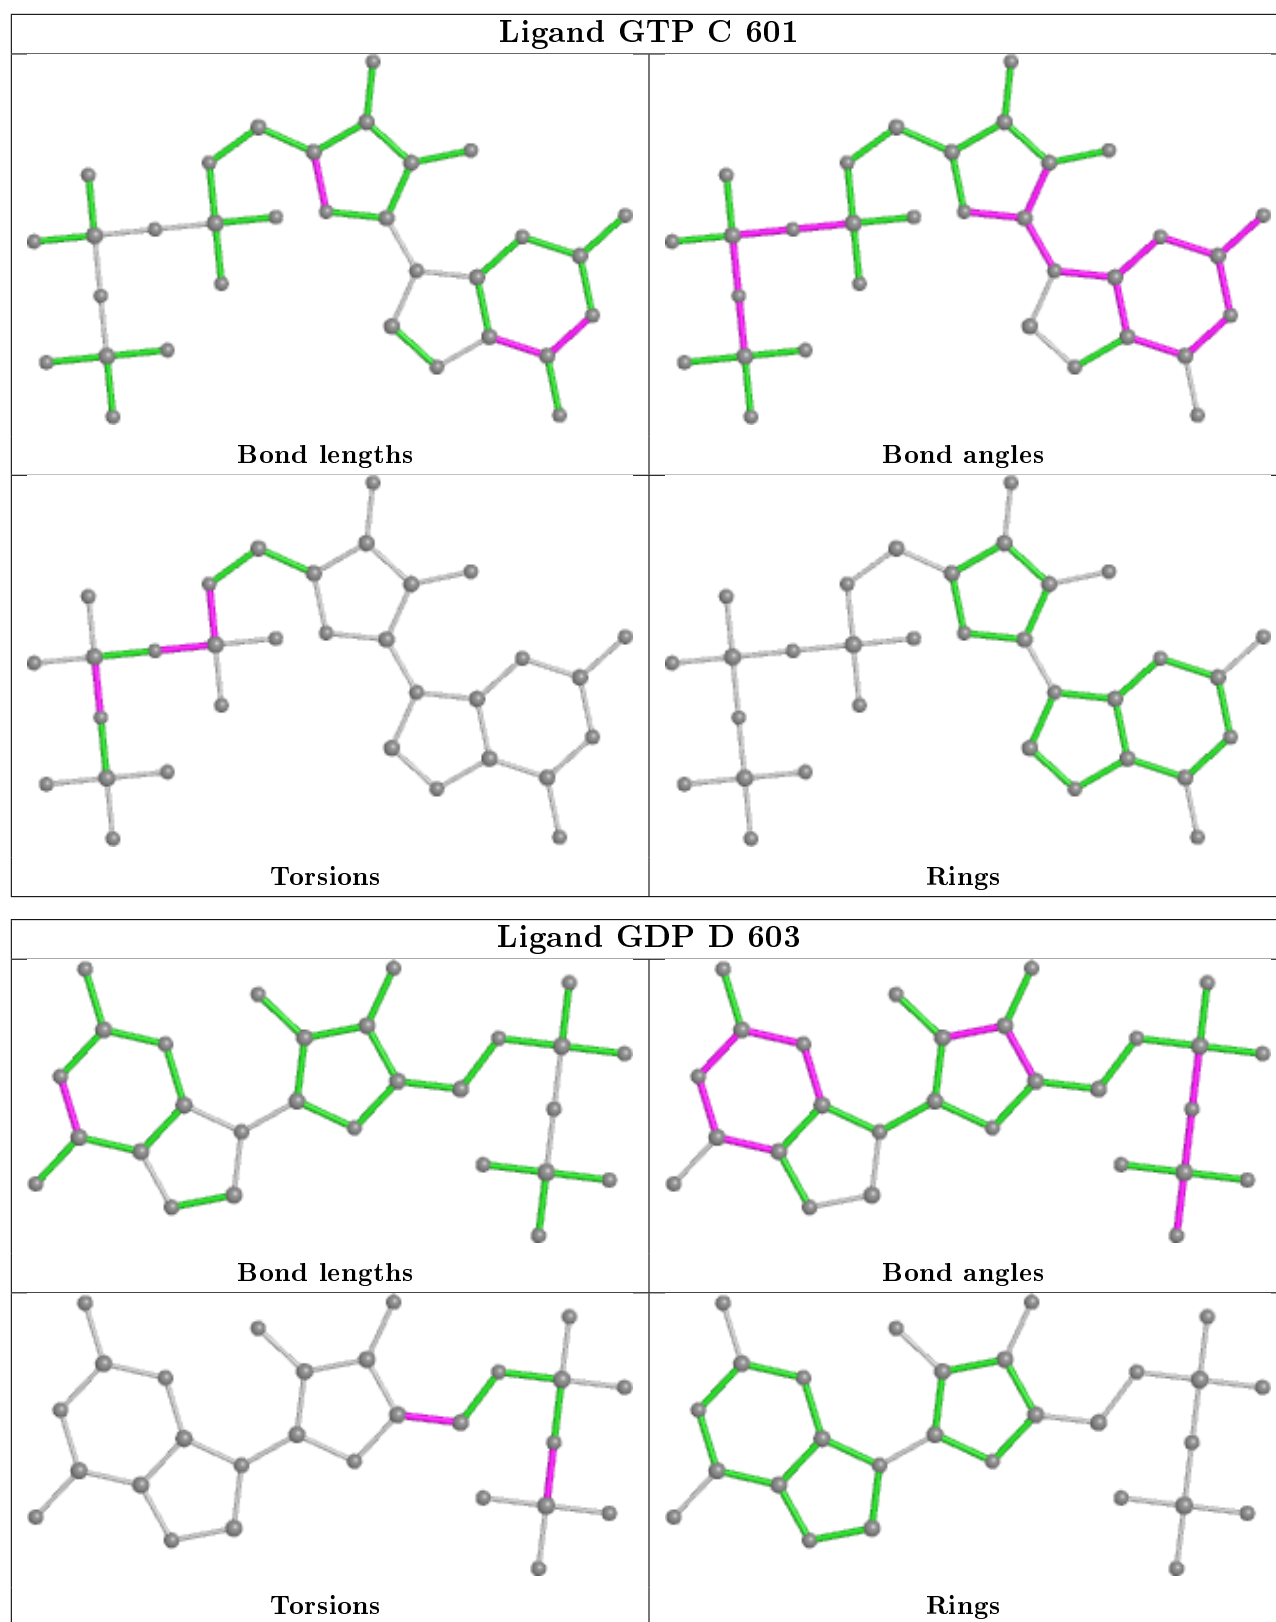 Ligand GTP C 601
Bond lengths
Bond angles
Torsions
Rings
Ligand GDP D 603
Bond lengths
Bond angles
Torsions
Rings